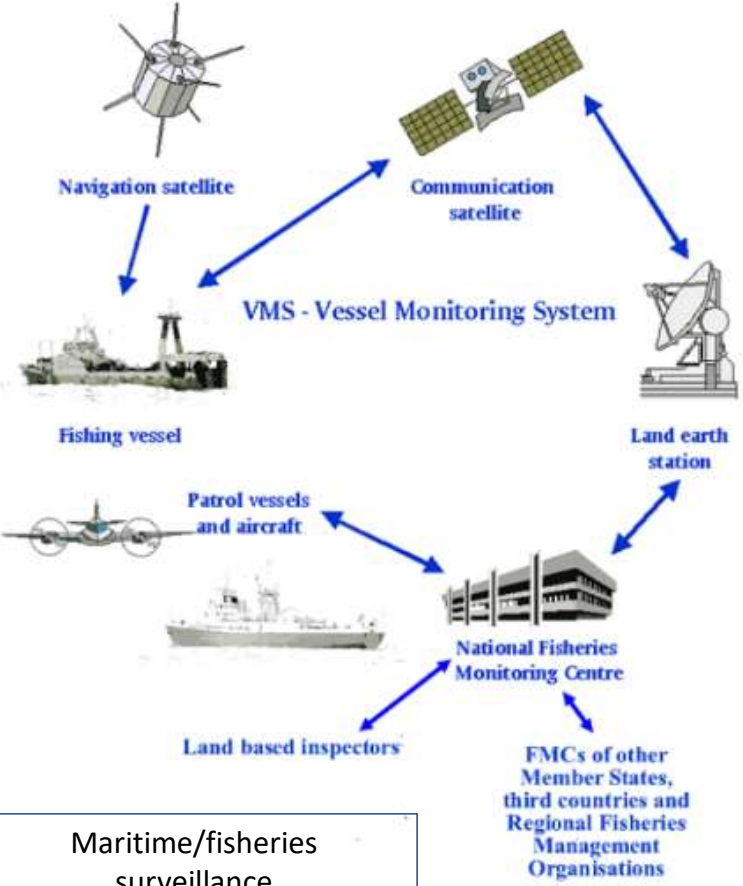 Navigation satellite
Communication
satellite
VMS - Vessel Monitoring System
Fishing vessel
Land earth
station
Patrol vessels
and aircraft
National Fisheries
Monitoring Centre
Land based inspectors
FMCs of other
Member States,
third countries and
Regional Fisheries
Management
Organisations
Maritime/fisheries
surveillance